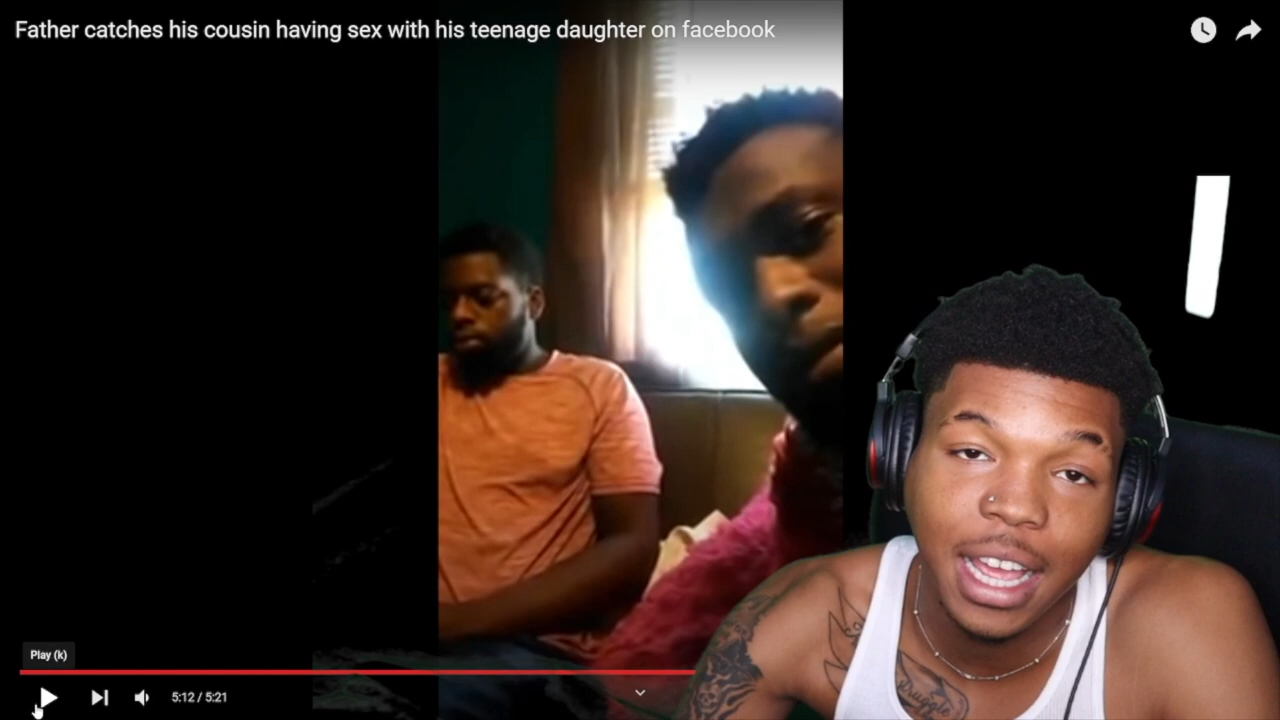 Father catches his cousin having sex with his teenage daughter on facebook
Play (k)
5:12 / 5:21